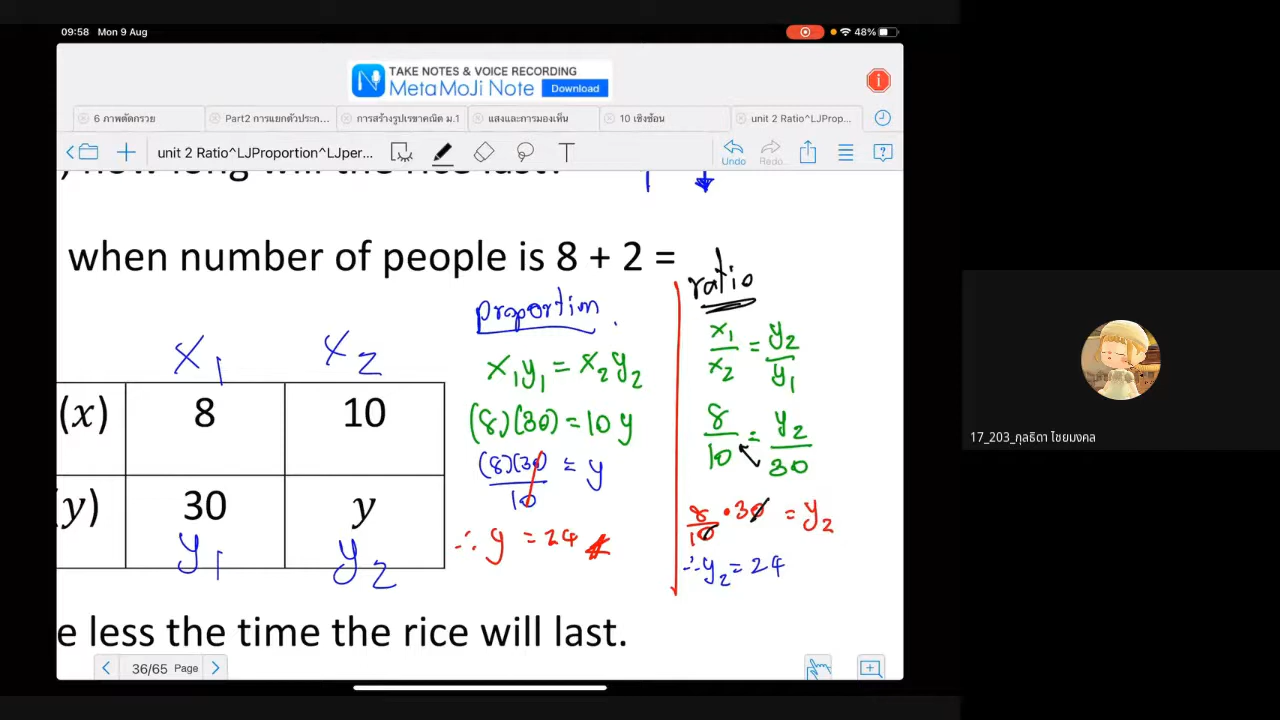 09:58 Mon 9 Aug
48%
TAKE NOTES & VOICE RECORDING
MetaMoJi Note Download
6 ภาพตัดกรวย
Part2 การแยกตัวประก...
การสร้างรูปเรขาคณิต ม.1
แสงและการมองเห็น
10 เชิงซ้อน
unit 2 Ratio^LJProp...
unit 2 Ratio^LJProportion^LJper...
T
Undo
Redo
, how long will the rice last?
when number of people is 8 + 2 =
ratio
proportion
x₁ x₂
x₁y₁ = x₂y₂
x₁/x₂ = y₂/y₁
(x) 8 10
(8)(30) = 10y
8/10 = y₂/30
(8)(30)/10 = y
(y) 30 y
8/10 • 30 = y₂
∴ y = 24
y₁ y₂
∴ y₂ = 24
e less the time the rice will last.
36/65 Page
17_203_กุลธิดา ไชยมงคล